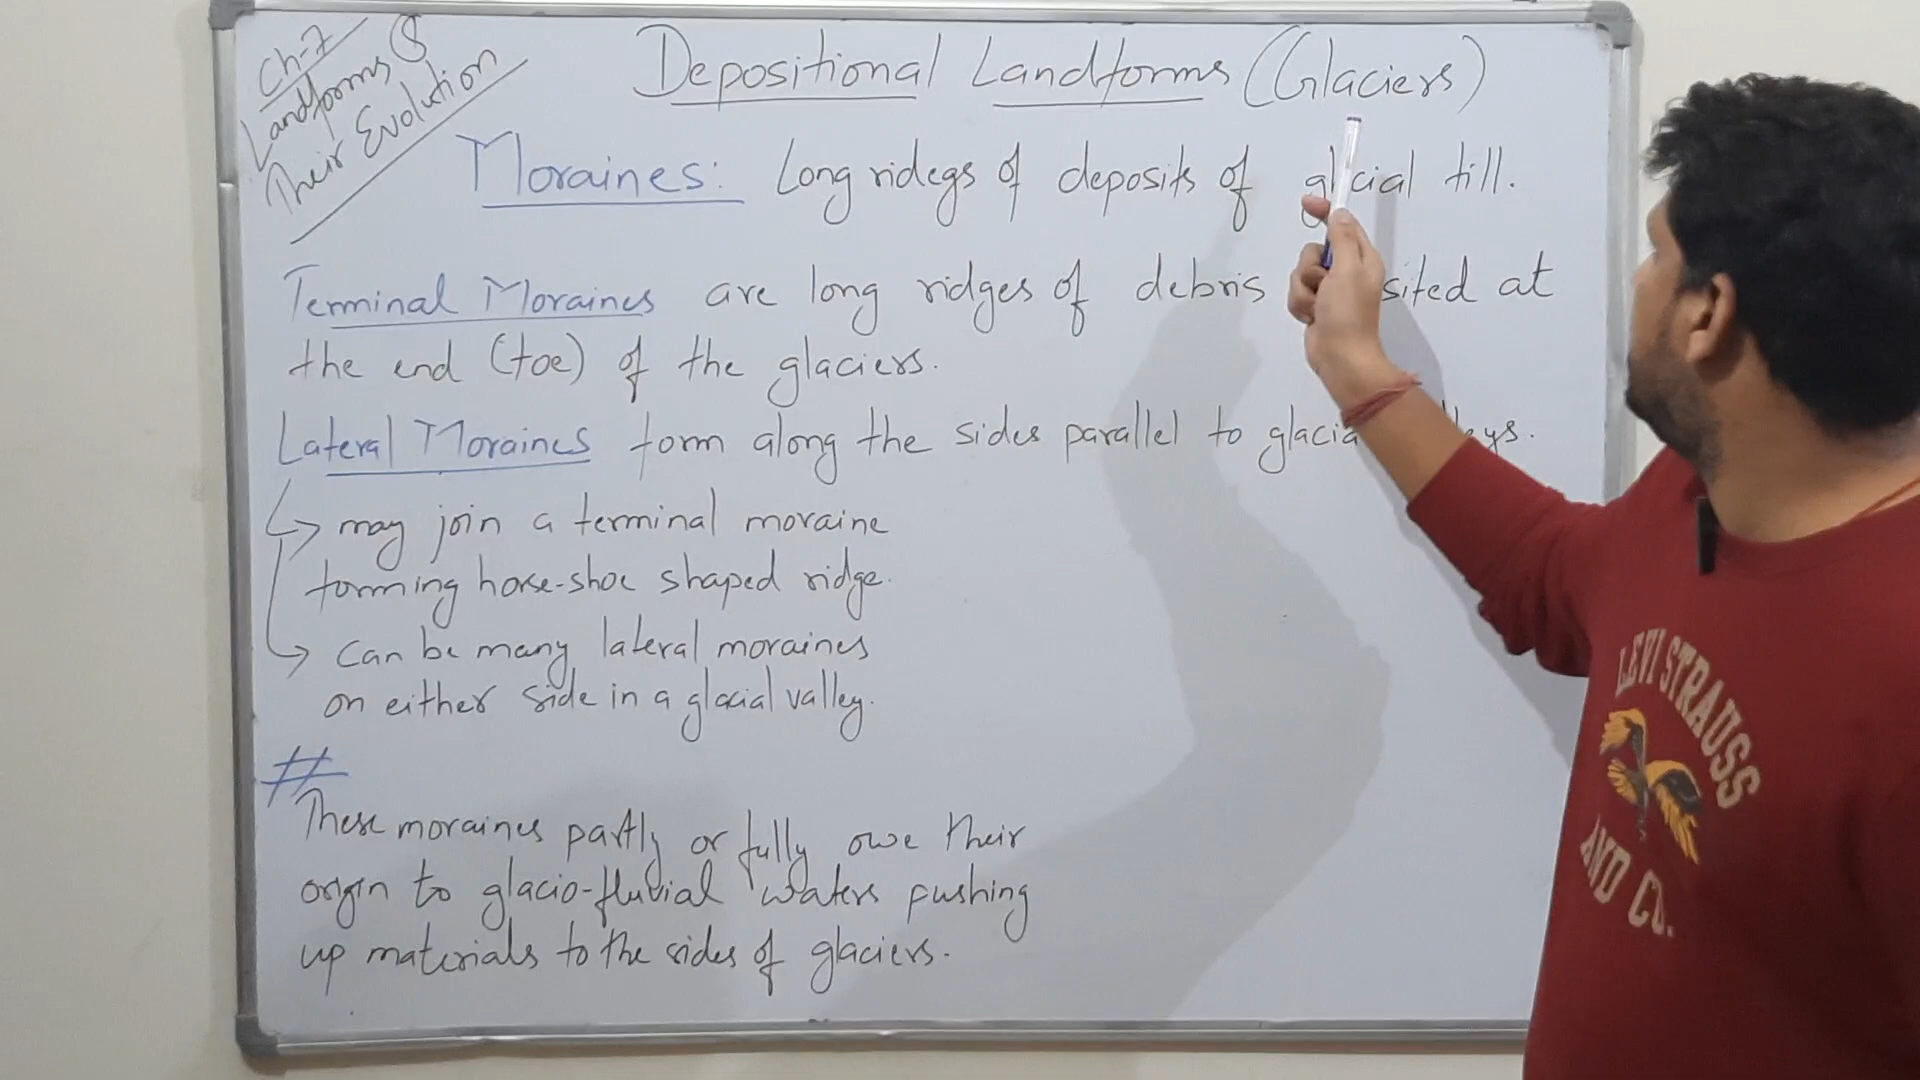 Ch-7
Landforms &
Their Evolution
Depositional Landforms (Glaciers)
Moraines: Long ridegs of deposits of glacial till.
Terminal Moraines are long ridges of debris sited at
the end (toe) of the glaciers.
Lateral Moraines form along the sides parallel to glacia eys.
may join a terminal moraine
forming horse-shoe shaped ridge.
can be many lateral moraines
on either side in a glacial valley.
#
These moraines partly or fully owe their
origin to glacio-fluvial waters pushing
up materials to the sides of glaciers.
LEVI STRAUSS
AND CO.